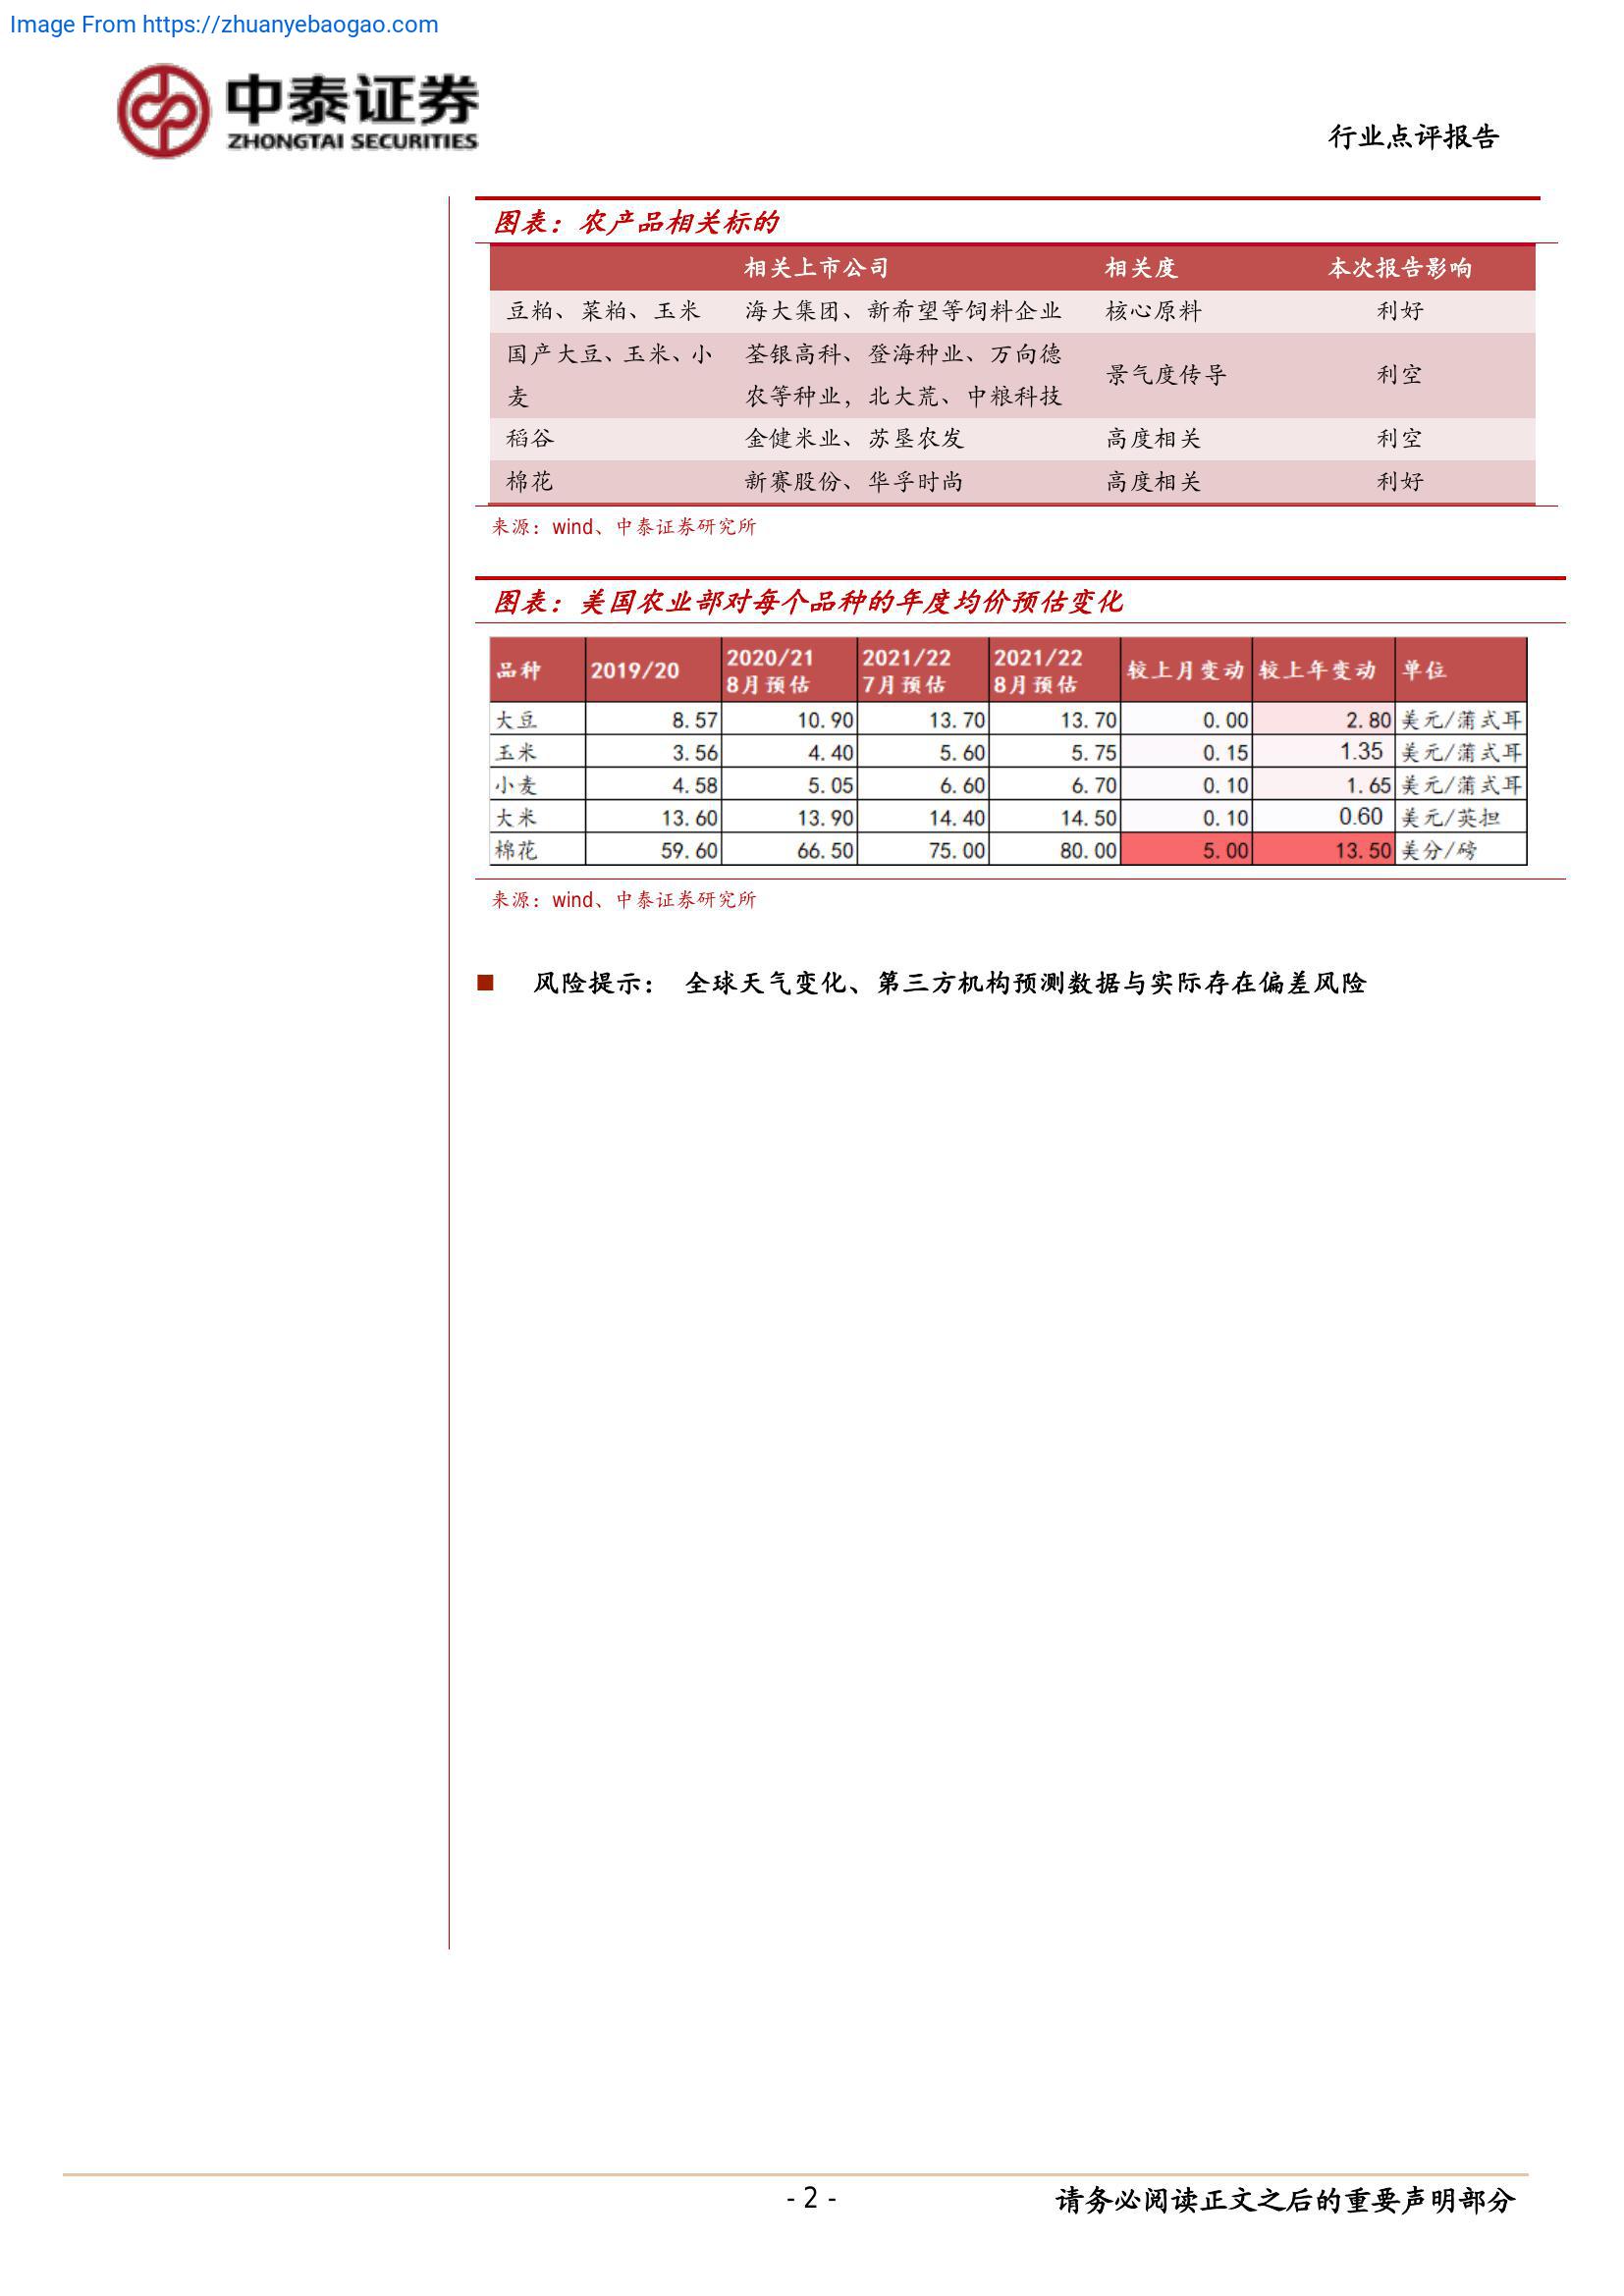 Image From https://zhuanyebaogao.com
中泰证券
ZHONGTAI SECURITIES
行业点评报告
图表：农产品相关标的
相关上市公司 相关度 本次报告影响
豆粕、菜粕、玉米 海大集团、新希望等饲料企业 核心原料 利好
国产大豆、玉米、小麦 荃银高科、登海种业、万向德农等种业，北大荒、中粮科技 景气度传导 利空
稻谷 金健米业、苏垦农发 高度相关 利空
棉花 新赛股份、华孚时尚 高度相关 利好
来源：wind、中泰证券研究所
图表：美国农业部对每个品种的年度均价预估变化
品种 2019/20 2020/21 8月预估 2021/22 7月预估 2021/22 8月预估 较上月变动 较上年变动 单位
大豆 8.57 10.90 13.70 13.70 0.00 2.80 美元/蒲式耳
玉米 3.56 4.40 5.60 5.75 0.15 1.35 美元/蒲式耳
小麦 4.58 5.05 6.60 6.70 0.10 1.65 美元/蒲式耳
大米 13.60 13.90 14.40 14.50 0.10 0.60 美元/英担
棉花 59.60 66.50 75.00 80.00 5.00 13.50 美分/磅
来源：wind、中泰证券研究所
■ 风险提示： 全球天气变化、第三方机构预测数据与实际存在偏差风险
- 2 -
请务必阅读正文之后的重要声明部分